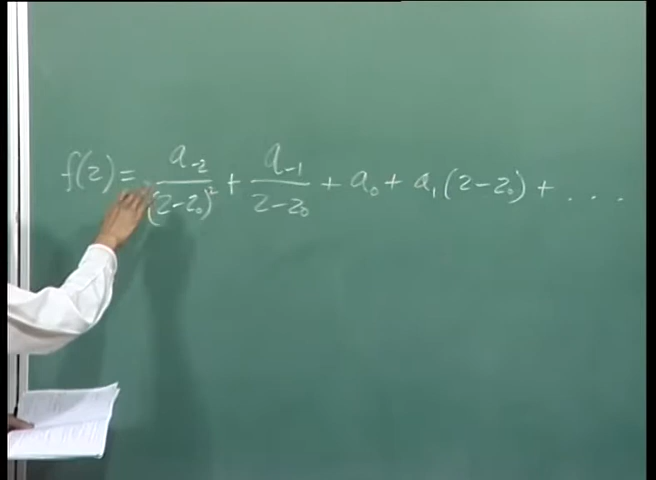 f(z) = a₋₂/(z-z₀)² + a₋₁/(z-z₀) + a₀ + a₁(z-z₀) + . . . .